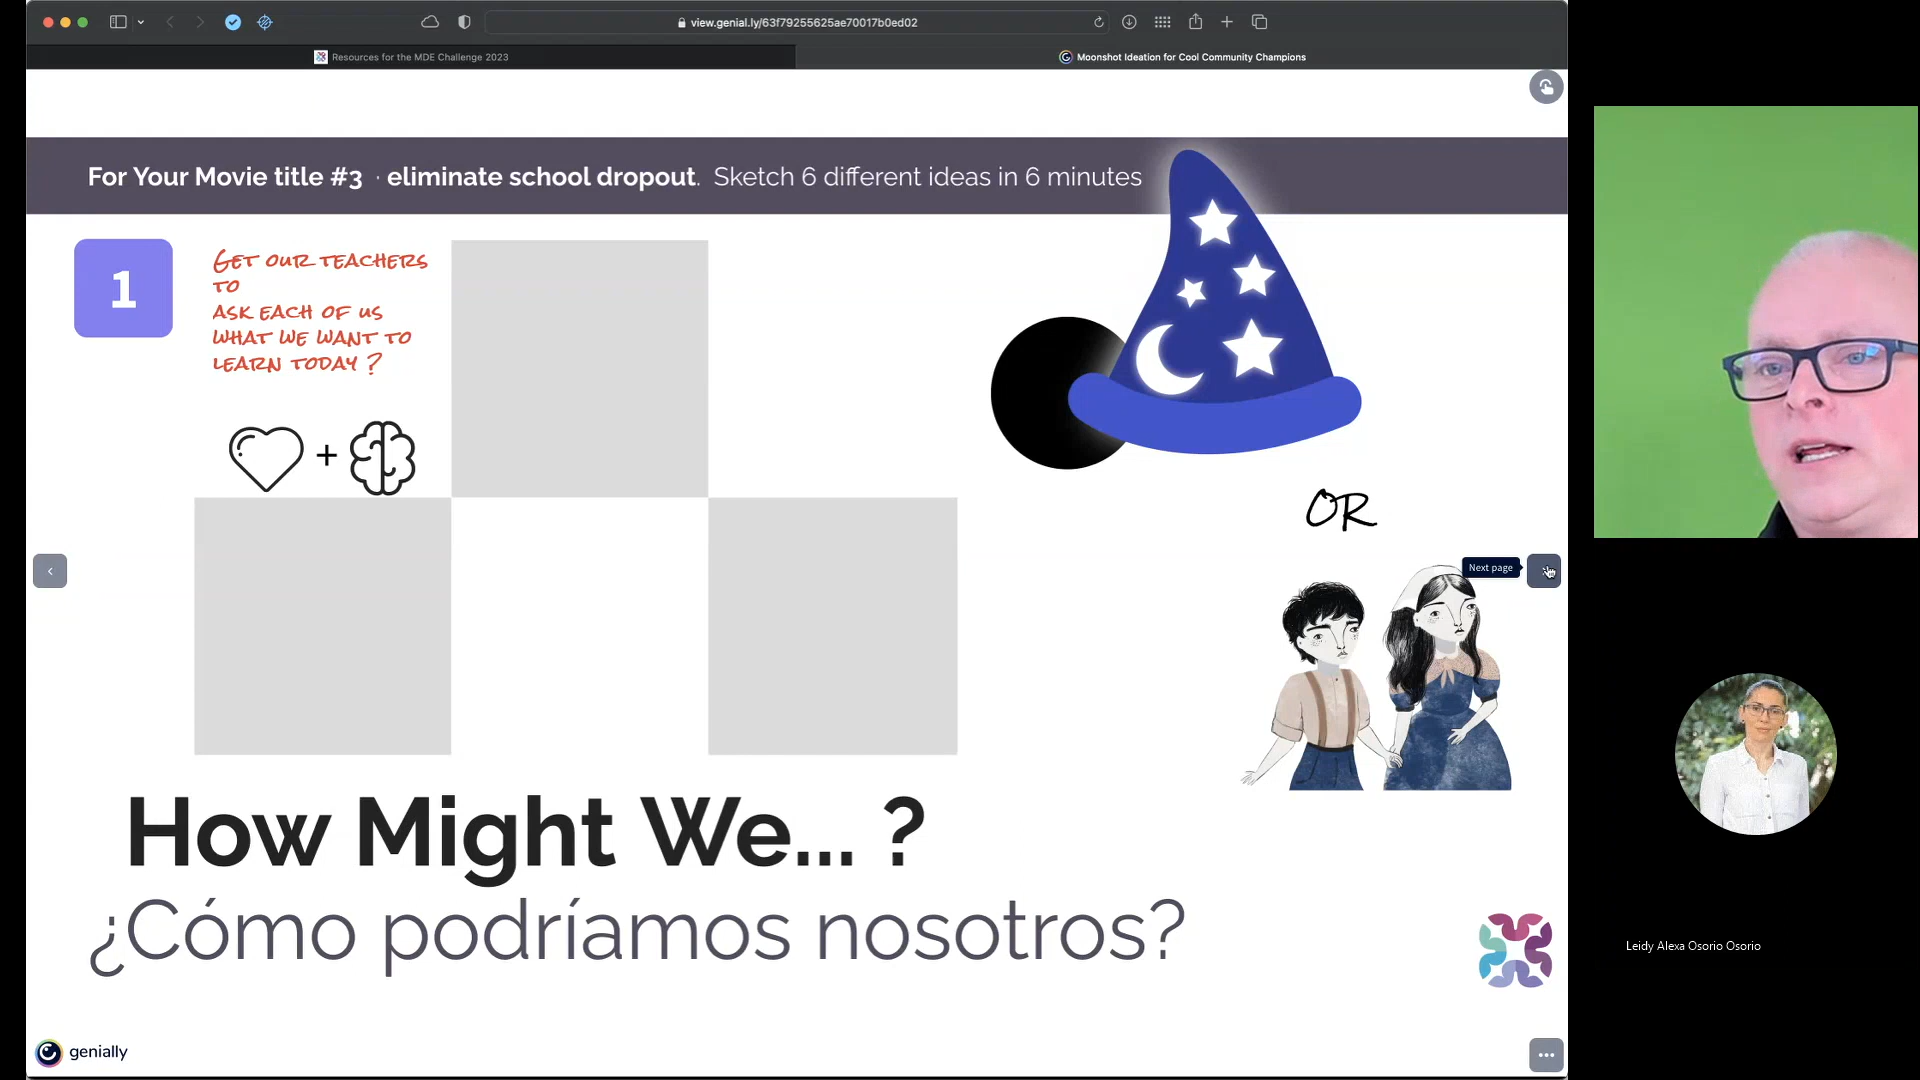 view.genial.ly/63f79255625ae70017b0ed02
Resources for the MDE Challenge 2023
Moonshot Ideation for Cool Community Champions
For Your Movie title #3 · eliminate school dropout. Sketch 6 different ideas in 6 minutes
1
Get our teachers
to
ask each of us
what we want to
learn today ?
+
OR
Next page
How Might We... ?
¿Cómo podríamos nosotros?
Leidy Alexa Osorio Osorio
genially